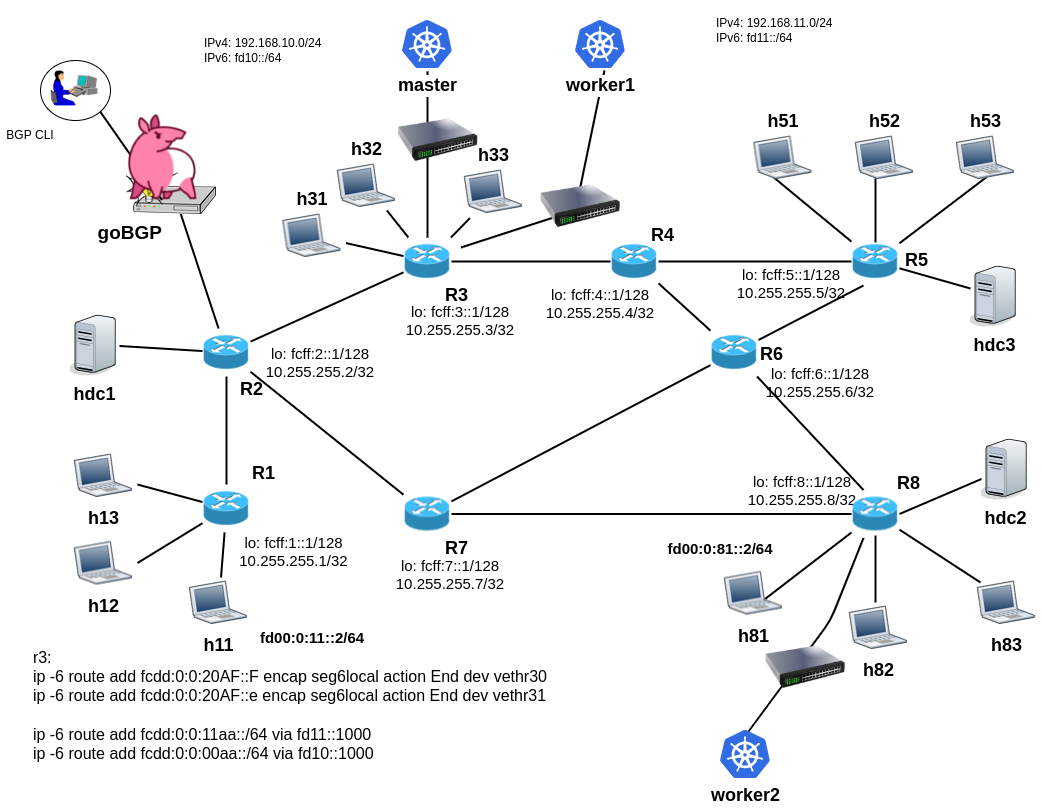 IPv4: 192.168.10.0/24
IPv6: fd10::/64
IPv4: 192.168.11.0/24
IPv6: fd11::/64
master
worker1
BGP CLI
goBGP
h31
h32
h33
h51
h52
h53
R4
R5
R3
lo: fcff:3::1/128
10.255.255.3/32
lo: fcff:4::1/128
10.255.255.4/32
lo: fcff:5::1/128
10.255.255.5/32
hdc3
hdc1
lo: fcff:2::1/128
10.255.255.2/32
R2
R6
lo: fcff:6::1/128
10.255.255.6/32
R1
h13
lo: fcff:1::1/128
10.255.255.1/32
h12
h11
fd00:0:11::2/64
R7
lo: fcff:7::1/128
10.255.255.7/32
lo: fcff:8::1/128
10.255.255.8/32
R8
hdc2
fd00:0:81::2/64
h81
h82
h83
worker2
r3:
ip -6 route add fcdd:0:0:20AF::F encap seg6local action End dev vethr30
ip -6 route add fcdd:0:0:20AF::e encap seg6local action End dev vethr31
ip -6 route add fcdd:0:0:11aa::/64 via fd11::1000
ip -6 route add fcdd:0:0:00aa::/64 via fd10::1000